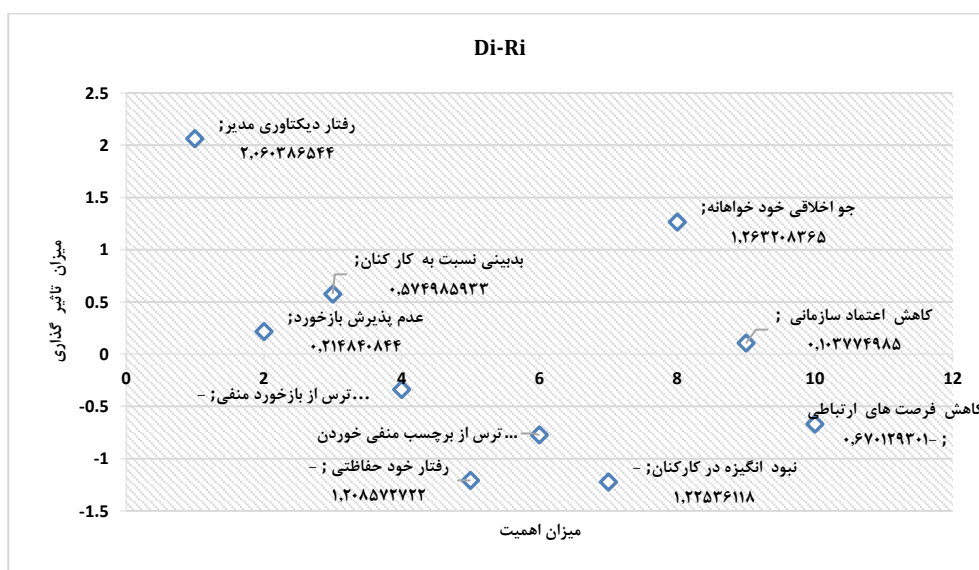 Di-Ri
2.5
2
1.5
1
0.5
0
-0.5
-1
-1.5
0
2
4
6
8
10
12
میزان تاثیر گذاری
میزان اهمیت
رفتار دیکتاوری مدیر;
۲,۰۶۰۳۸۶۵۴۴
جو اخلاقی خود خواهانه;
۱,۲۶۳۲۰۸۳۶۵
بدبینی نسبت به کار کنان;
۰,۵۷۴۹۸۵۹۳۳
عدم پذیرش بازخورد;
۰,۲۱۴۸۴۰۸۴۴
کاهش اعتماد سازمانی ;
۰,۱۰۳۷۷۴۹۸۵
ترس از بازخورد منفی; –...
ترس از برچسب منفی خوردن...
کاهش فرصت های ارتباطی
; –۰,۶۷۰۱۲۹۳۰۱
رفتار خود حفاظتی ; –
۱,۲۰۸۵۷۲۷۲۲
نبود انگیزه در کارکنان; –
۱,۲۲۵۳۶۱۱۸